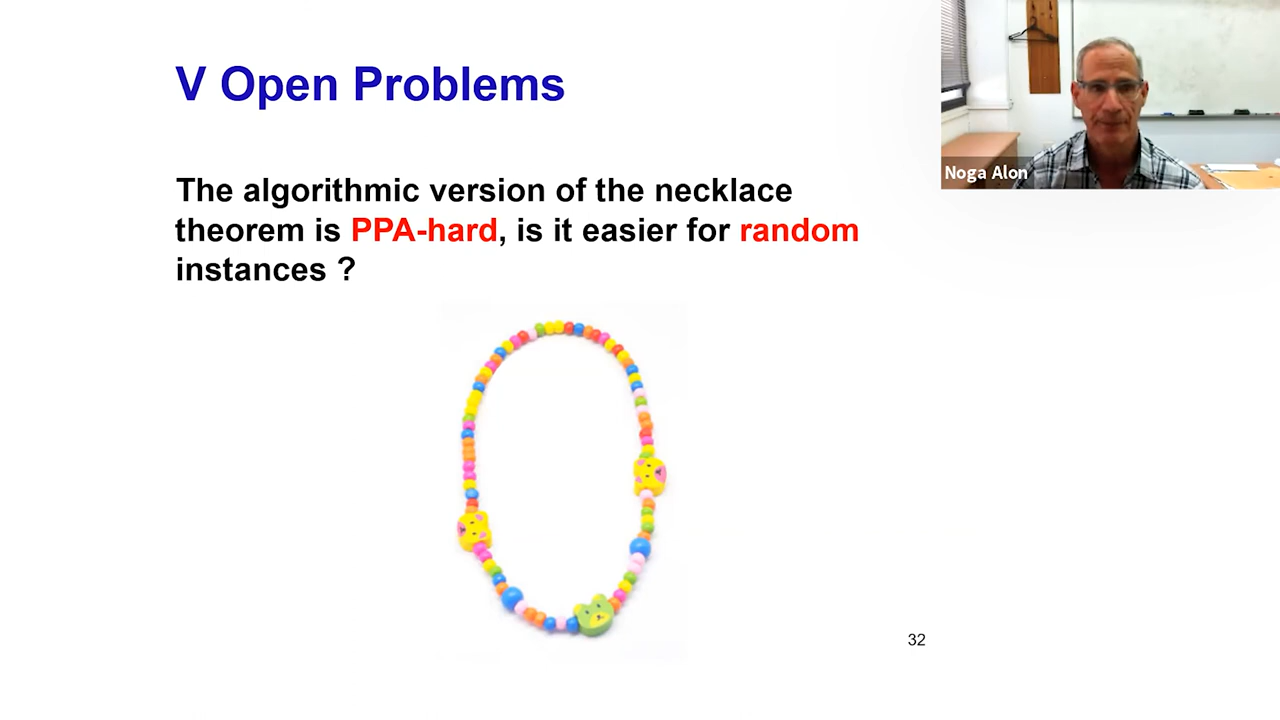 V Open Problems
Noga Alon
The algorithmic version of the necklace
theorem is PPA-hard, is it easier for random
instances ?
32